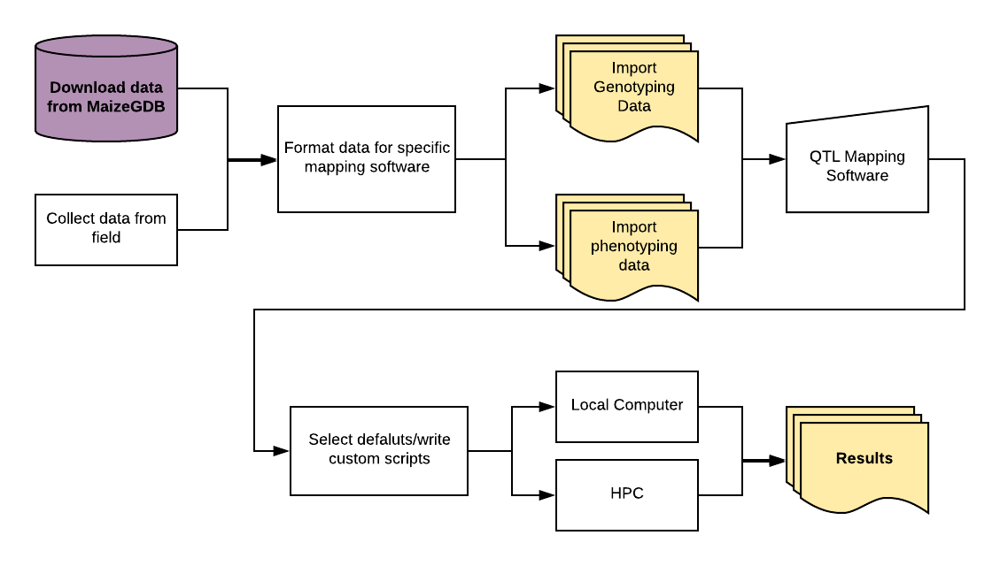 Download data
from MaizeGDB
Collect data from
field
Format data for specific
mapping software
Import
Genotyping
Data
Import
phenotyping
data
QTL Mapping
Software
Select defaluts/write
custom scripts
Local Computer
HPC
Results